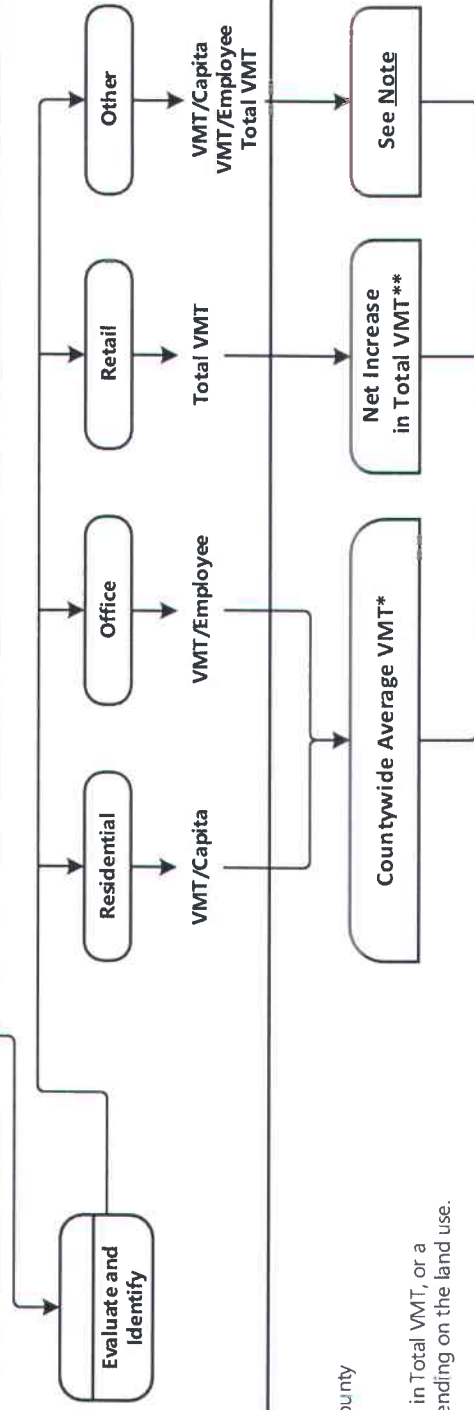 Evaluate and
Identify
Residential
Office
Retail
Other
VMT/Capita
VMT/Employee
Total VMT
VMT/Capita
VMT/Employee
Total VMT
Countywide Average VMT*
Net Increase
in Total VMT**
See Note
ounty
in Total VMT, or a
ending on the land use.